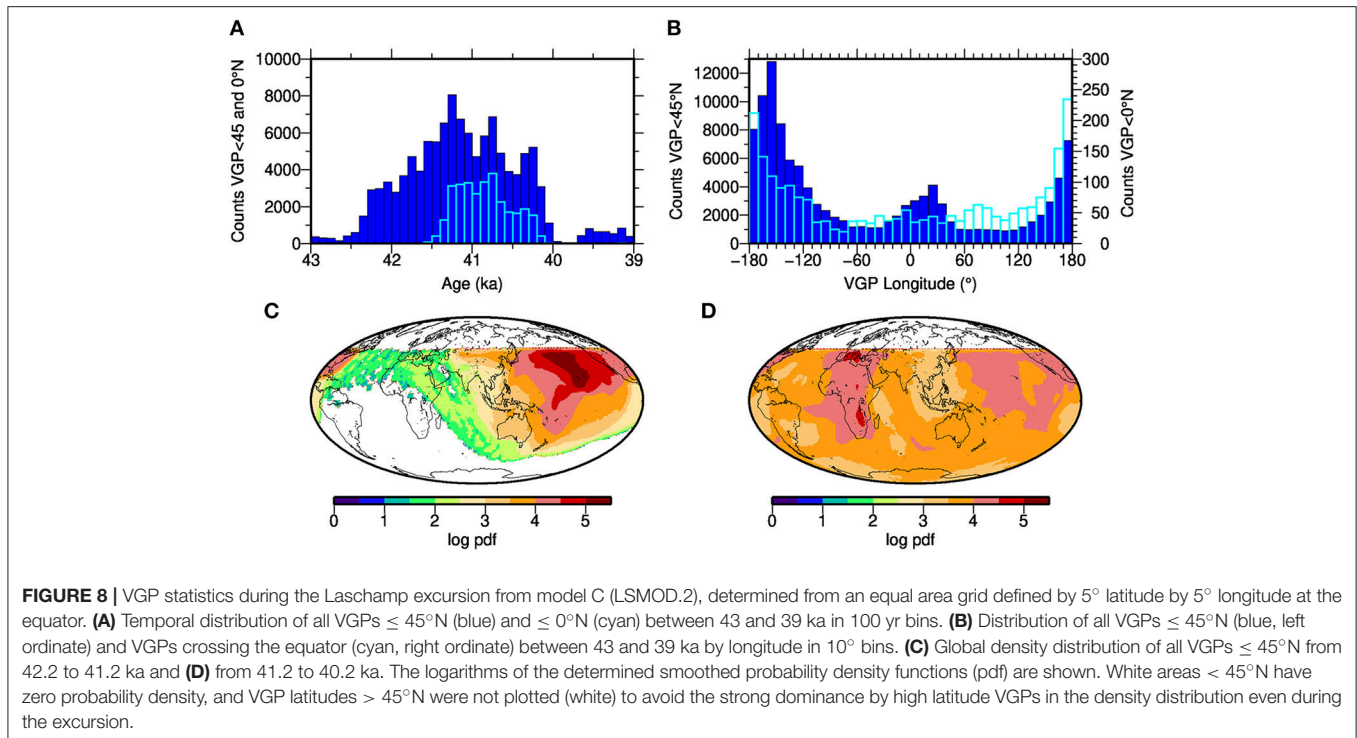 A
B
10000
8000
6000
4000
2000
0
Counts VGP<45 and 0°N
43
42
41
40
39
Age (ka)
12000
10000
8000
6000
4000
2000
0
Counts VGP<45°N
300
250
200
150
100
50
0
Counts VGP<0°N
−180
−120
−60
0
60
120
180
VGP Longitude (°)
C
D
0 1 2 3 4 5
log pdf
0 1 2 3 4 5
log pdf
FIGURE 8 | VGP statistics during the Laschamp excursion from model C (LSMOD.2), determined from an equal area grid defined by 5° latitude by 5° longitude at the
equator. (A) Temporal distribution of all VGPs ≤ 45°N (blue) and ≤ 0°N (cyan) between 43 and 39 ka in 100 yr bins. (B) Distribution of all VGPs ≤ 45°N (blue, left
ordinate) and VGPs crossing the equator (cyan, right ordinate) between 43 and 39 ka by longitude in 10° bins. (C) Global density distribution of all VGPs ≤ 45°N from
42.2 to 41.2 ka and (D) from 41.2 to 40.2 ka. The logarithms of the determined smoothed probability density functions (pdf) are shown. White areas < 45°N have
zero probability density, and VGP latitudes > 45°N were not plotted (white) to avoid the strong dominance by high latitude VGPs in the density distribution even during
the excursion.